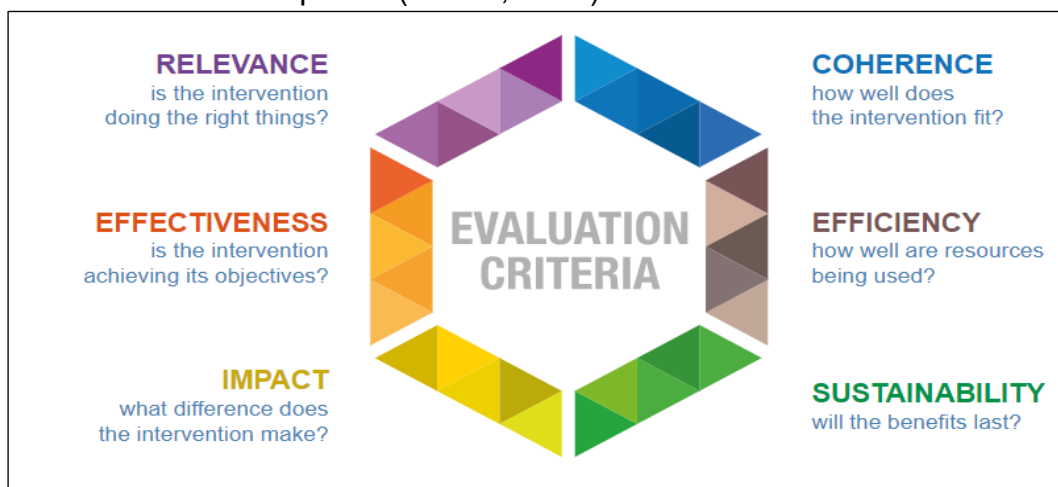 RELEVANCE
is the intervention
doing the right things?
COHERENCE
how well does
the intervention fit?
EFFECTIVENESS
is the intervention
achieving its objectives?
EVALUATION
CRITERIA
EFFICIENCY
how well are resources
being used?
IMPACT
what difference does
the intervention make?
SUSTAINABILITY
will the benefits last?